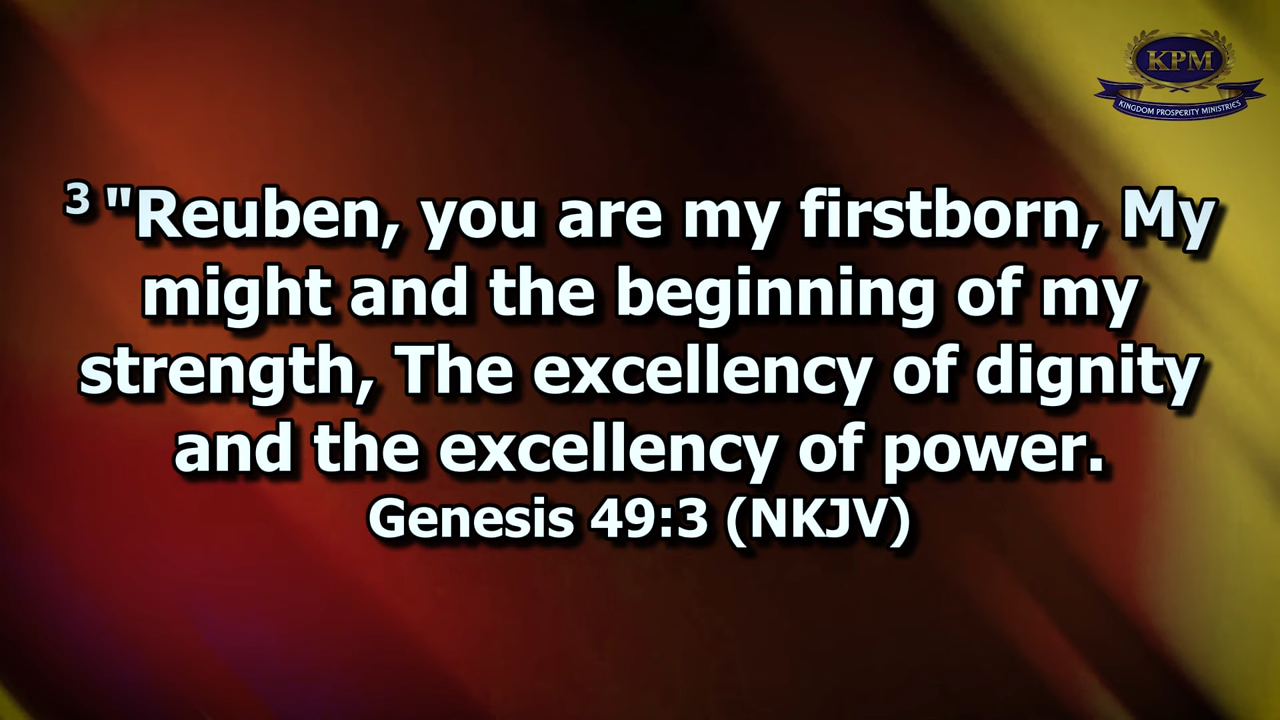 KPM
KINGDOM PROSPERITY MINISTRIES
3 "Reuben, you are my firstborn, My
might and the beginning of my
strength, The excellency of dignity
and the excellency of power.
Genesis 49:3 (NKJV)